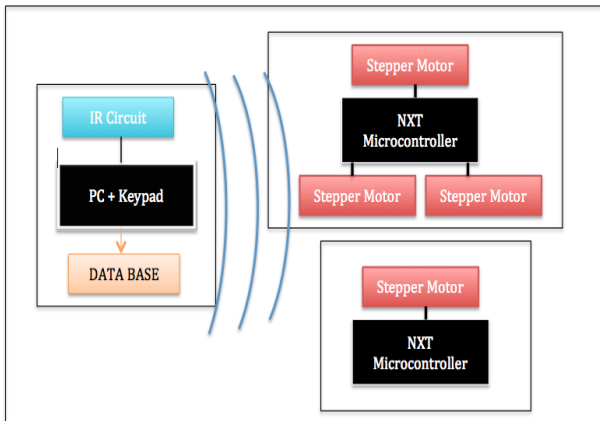 IR Circuit
PC + Keypad
DATA BASE
Stepper Motor
NXT
Microcontroller
Stepper Motor
Stepper Motor
Stepper Motor
NXT
Microcontroller